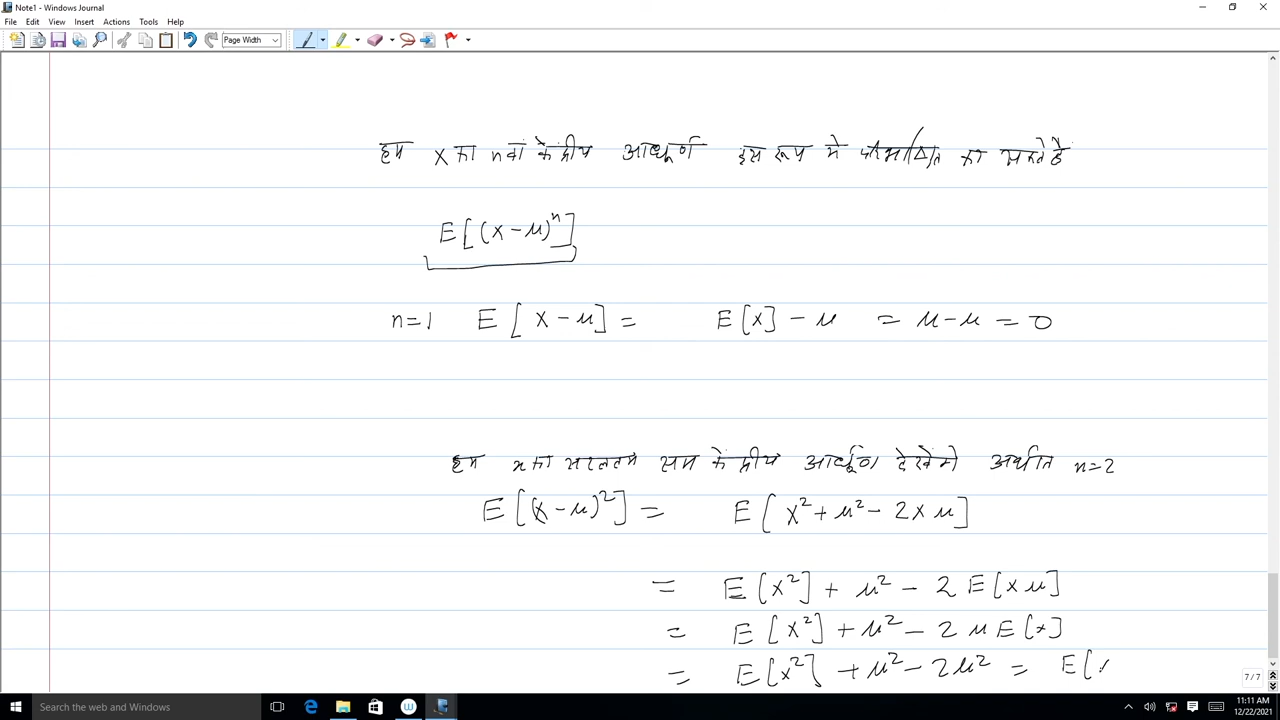 Note1 - Windows Journal
File Edit View Insert Actions Tools Help
Page Width
हम x का nवां केन्द्रीय आघूर्ण इस रूप में परिभाषित कर सकते हैं
E[(x-μ)^n]
n=1 E[x-μ] = E[x]-μ = μ-μ = 0
हम x का सरलतम सम केन्द्रीय आघूर्ण देखेंगे अर्थात n=2
E[(x-μ)²] = E[x²+μ²-2xμ]
= E[x²]+μ²-2E[xμ]
= E[x²]+μ²-2μE[x]
= E[x²]+μ²-2μ² = E[
7/7
Search the web and Windows
11:11 AM
12/22/2021